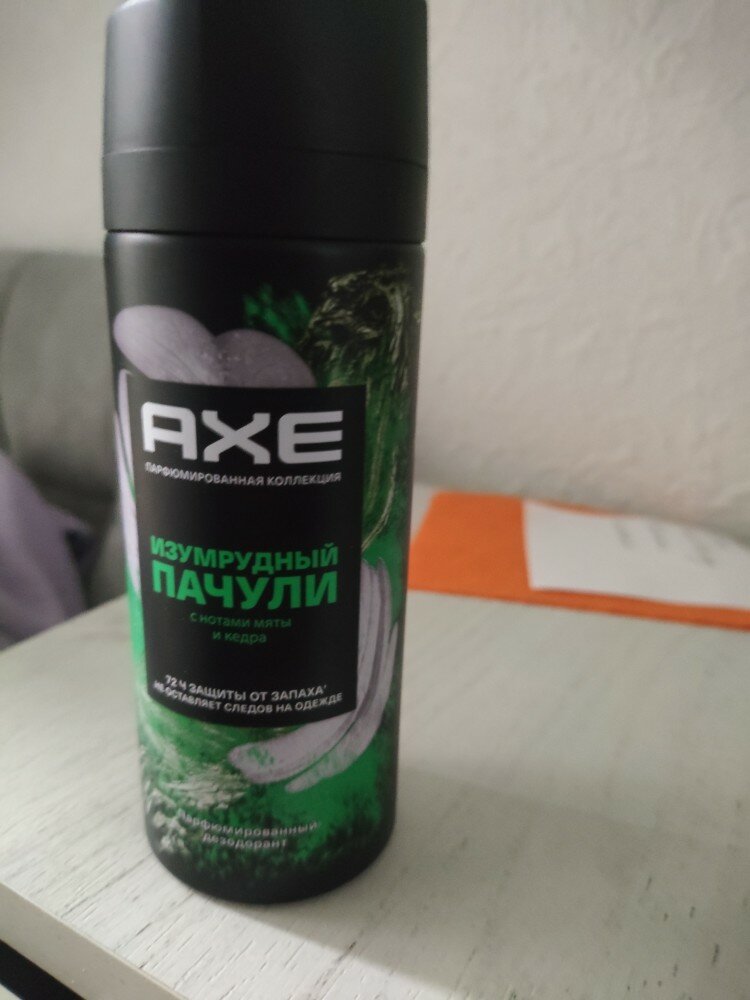 AXE
ПАРФЮМИРОВАННАЯ КОЛЛЕКЦИЯ
ИЗУМРУДНЫЙ
ПАЧУЛИ
с нотами мяты
и кедра
72 Ч ЗАЩИТЫ ОТ ЗАПАХА*
НЕ ОСТАВЛЯЕТ СЛЕДОВ НА ОДЕЖДЕ
парфюмированный
дезодорант